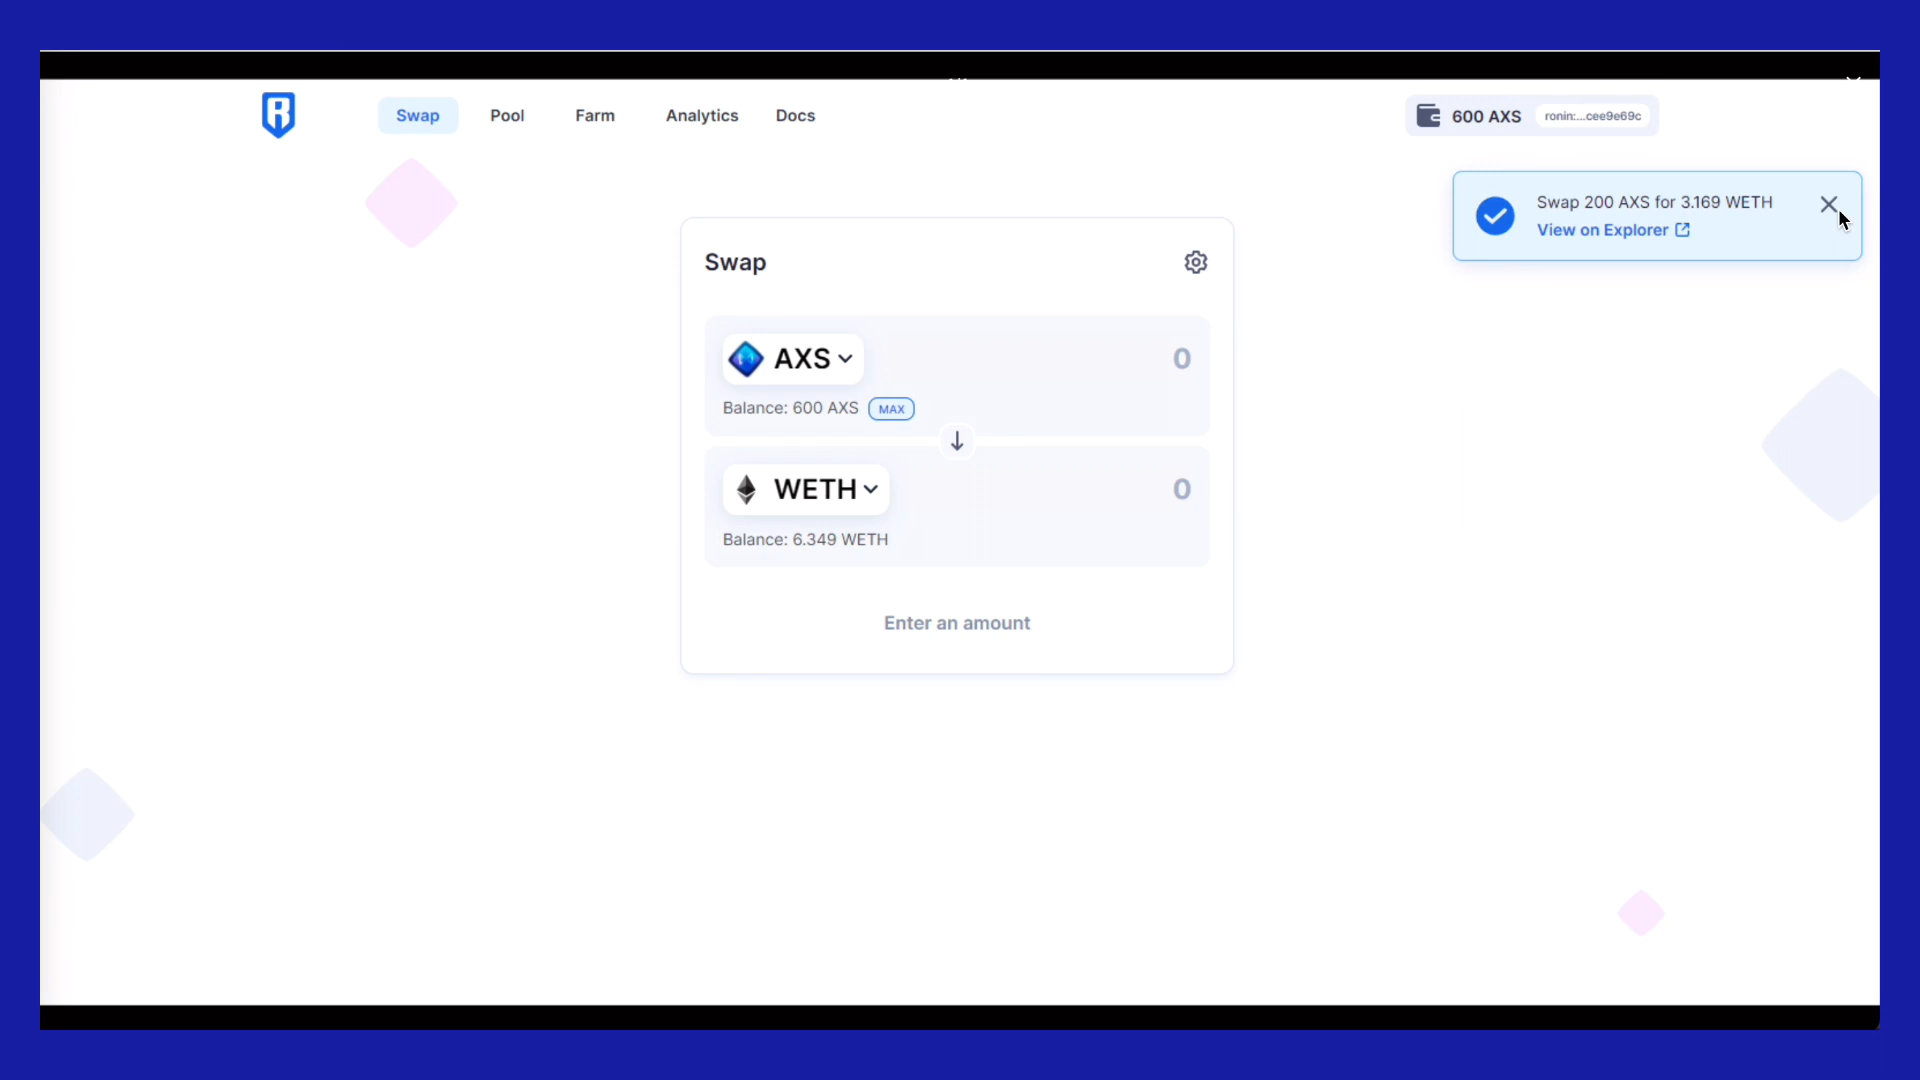 Swap
Pool
Farm
Analytics
Docs
600 AXS
ronin:...cee9e69c
Swap 200 AXS for 3.169 WETH
View on Explorer
Swap
AXS
0
Balance: 600 AXS
MAX
WETH
0
Balance: 6.349 WETH
Enter an amount